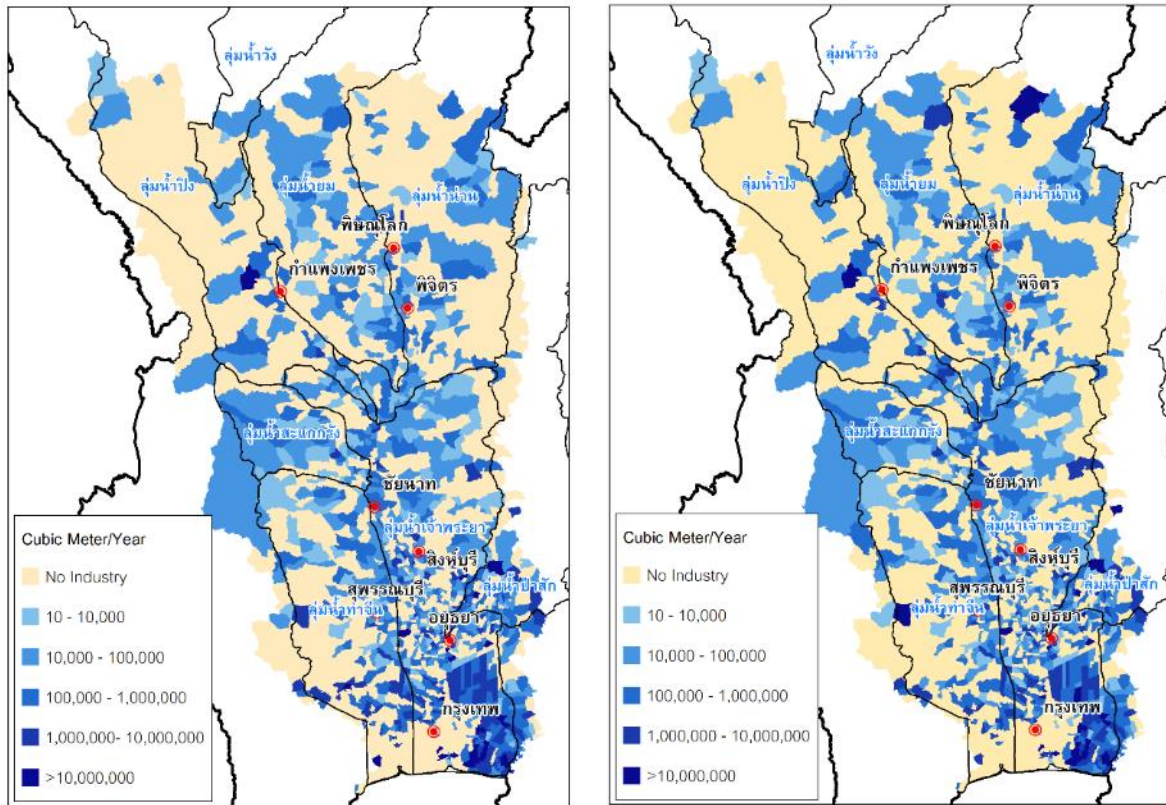 ลุ่มน้ำวัง
ลุ่มน้ำปิง
ลุ่มน้ำยม
ลุ่มน้ำน่าน
พิษณุโลก
กำแพงเพชร
พิจิตร
ลุ่มน้ำสะแกกรัง
ชัยนาท
ลุ่มน้ำเจ้าพระยา
สิงห์บุรี
สุพรรณบุรี
ลุ่มน้ำป่าสัก
ลุ่มน้ำท่าจีน
อยุธยา
กรุงเทพ
Cubic Meter/Year
No Industry
10 - 10,000
10,000 - 100,000
100,000 - 1,000,000
1,000,000- 10,000,000
>10,000,000
ลุ่มน้ำวัง
ลุ่มน้ำปิง
ลุ่มน้ำยม
ลุ่มน้ำน่าน
พิษณุโลก
กำแพงเพชร
พิจิตร
ลุ่มน้ำสะแกกรัง
ชัยนาท
ลุ่มน้ำเจ้าพระยา
สิงห์บุรี
สุพรรณบุรี
ลุ่มน้ำป่าสัก
ลุ่มน้ำท่าจีน
อยุธยา
กรุงเทพ
Cubic Meter/Year
No Industry
10 - 10,000
10,000 - 100,000
100,000 - 1,000,000
1,000,000 - 10,000,000
>10,000,000